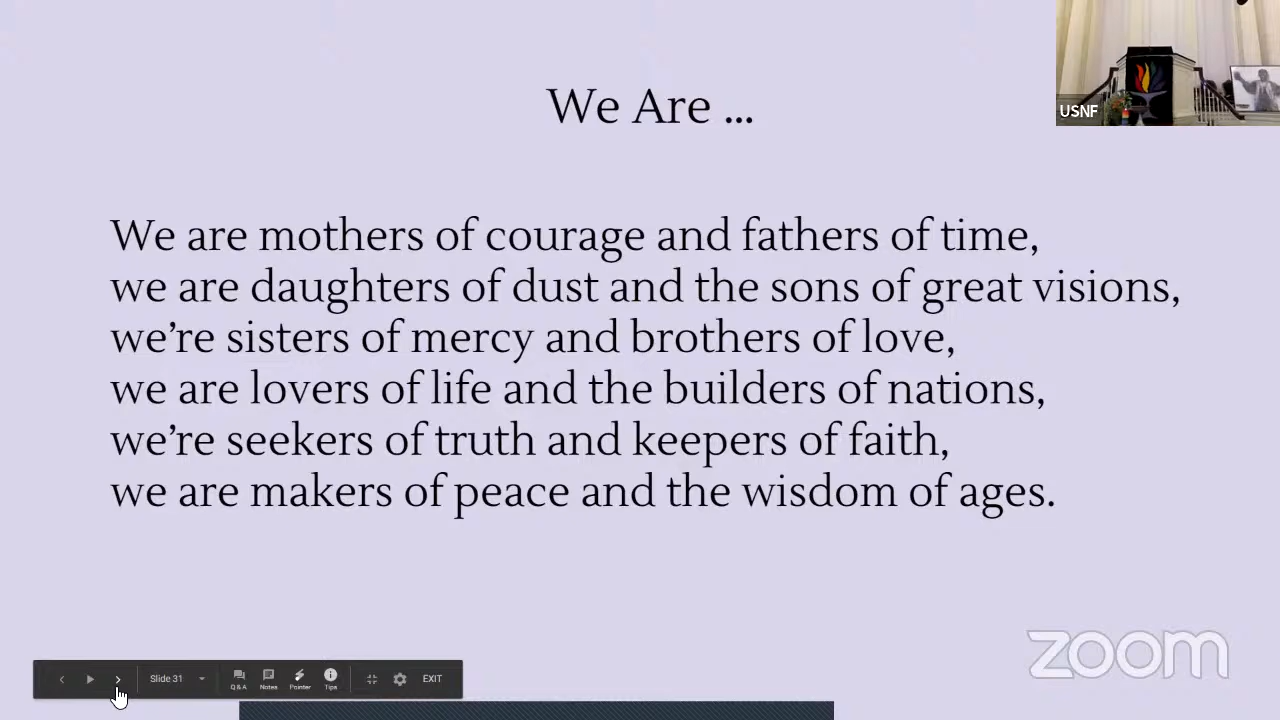 We Are ...
USNF
We are mothers of courage and fathers of time,
we are daughters of dust and the sons of great visions,
we’re sisters of mercy and brothers of love,
we are lovers of life and the builders of nations,
we’re seekers of truth and keepers of faith,
we are makers of peace and the wisdom of ages.
zoom
Slide 31
Q&A
Notes
Pointer
Tips
EXIT